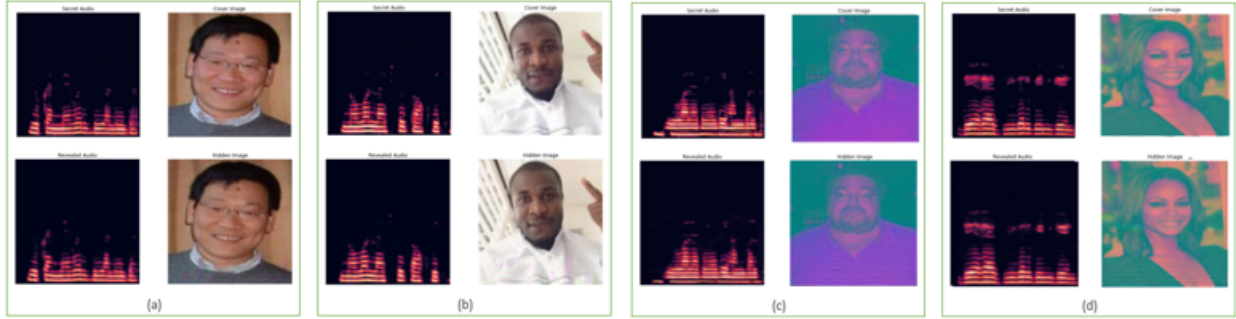 Secret Audio Cover Image Secret Audio Cover Image Secret Audio Cover Image Secret Audio Cover Image
Revealed Audio Hidden Image Revealed Audio Hidden Image Revealed Audio Hidden Image Revealed Audio Hidden Image
(a) (b) (c) (d)